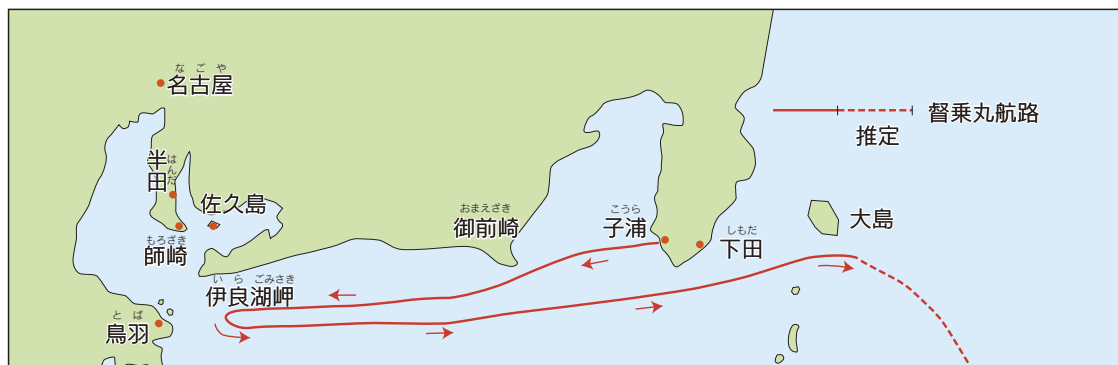 なごや
名古屋
督乗丸航路
推定
はんだ
半田
佐久島
もろざき
師崎
おまえざき
御前崎
こうら
子浦
しもだ
下田
大島
いらごみさき
伊良湖岬
とば
鳥羽